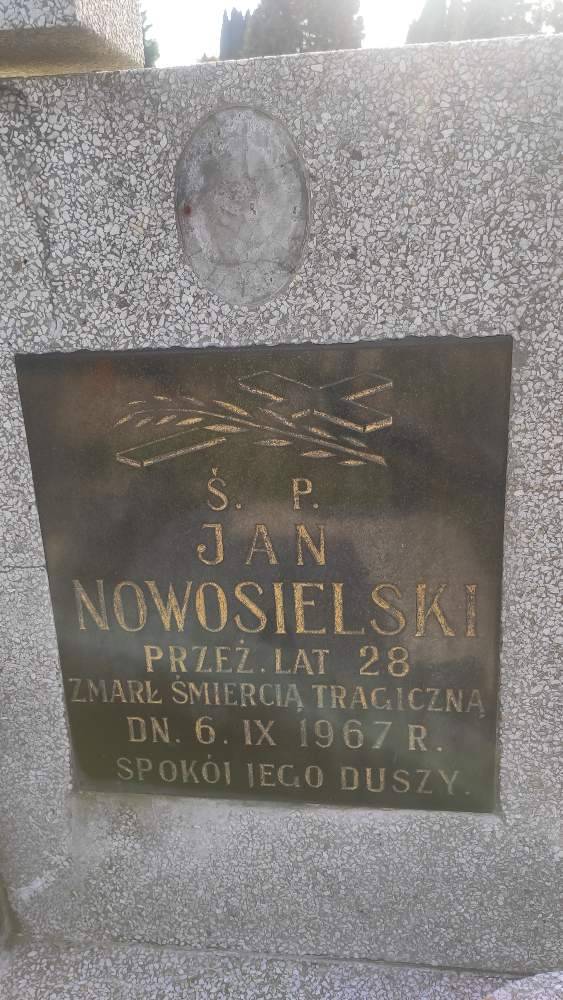 Ś. P.
JAN
NOWOSIELSKI
PRZEŻ. LAT 28
ZMARŁ ŚMIERCIĄ TRAGICZNĄ
DN. 6. IX 1967 R.
SPOKÓJ JEGO DUSZY.